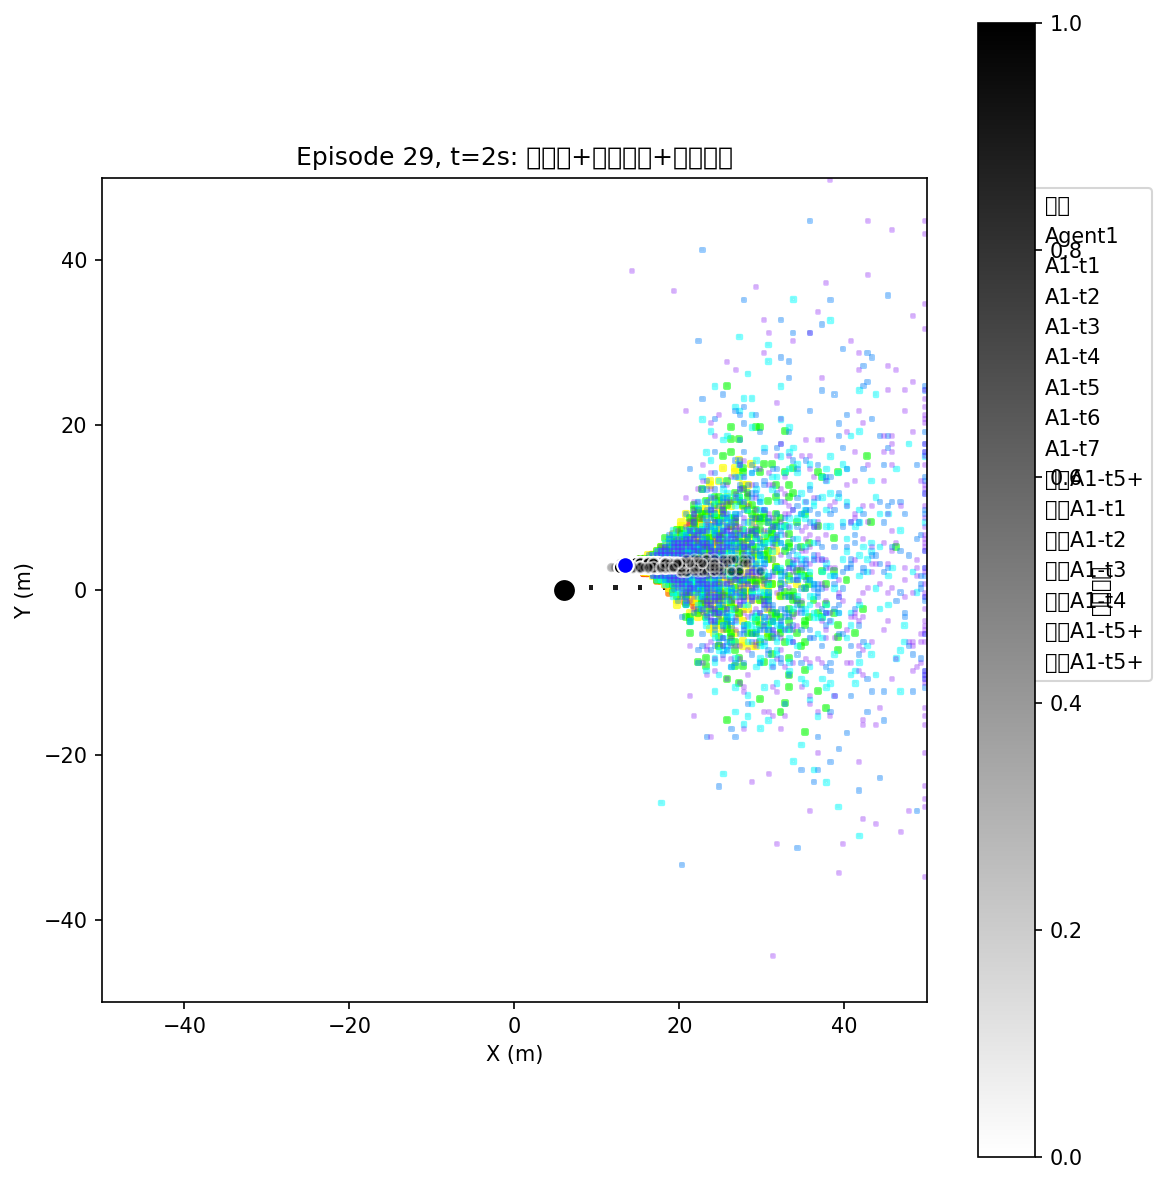 Episode 29, t=2s: □□□+□□□□+□□□□
40
20
0
−20
−40
−40
−20
0
20
40
X (m)
Y (m)
1.0
0.8
0.6
0.4
0.2
0.0
□□
Agent1
A1-t1
A1-t2
A1-t3
A1-t4
A1-t5
A1-t6
A1-t7
□□A1-t5+
□□A1-t1
□□A1-t2
□□A1-t3
□□A1-t4
□□A1-t5+
□□A1-t5+